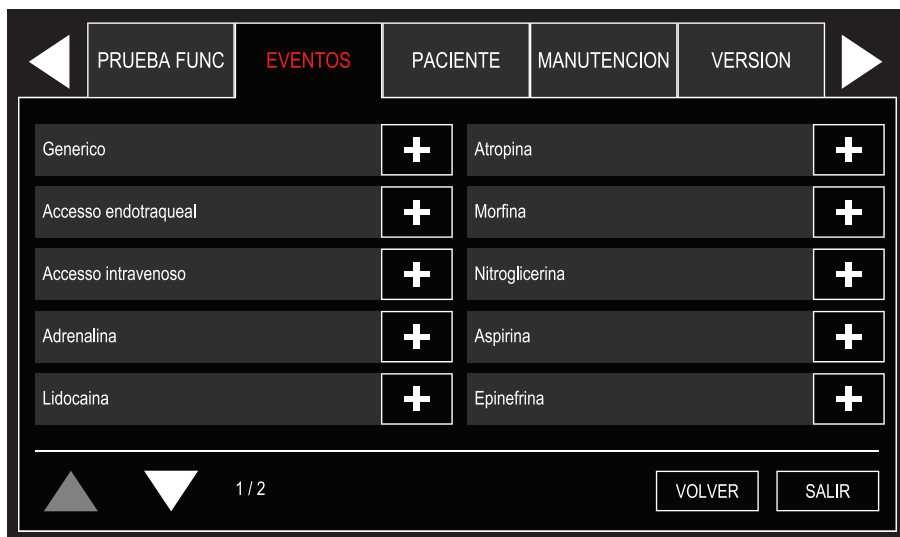 PRUEBA FUNC
EVENTOS
PACIENTE
MANUTENCION
VERSION
Generico
Atropina
Accesso endotraqueal
Morfina
Accesso intravenoso
Nitroglicerina
Adrenalina
Aspirina
Lidocaina
Epinefrina
1 / 2
VOLVER
SALIR